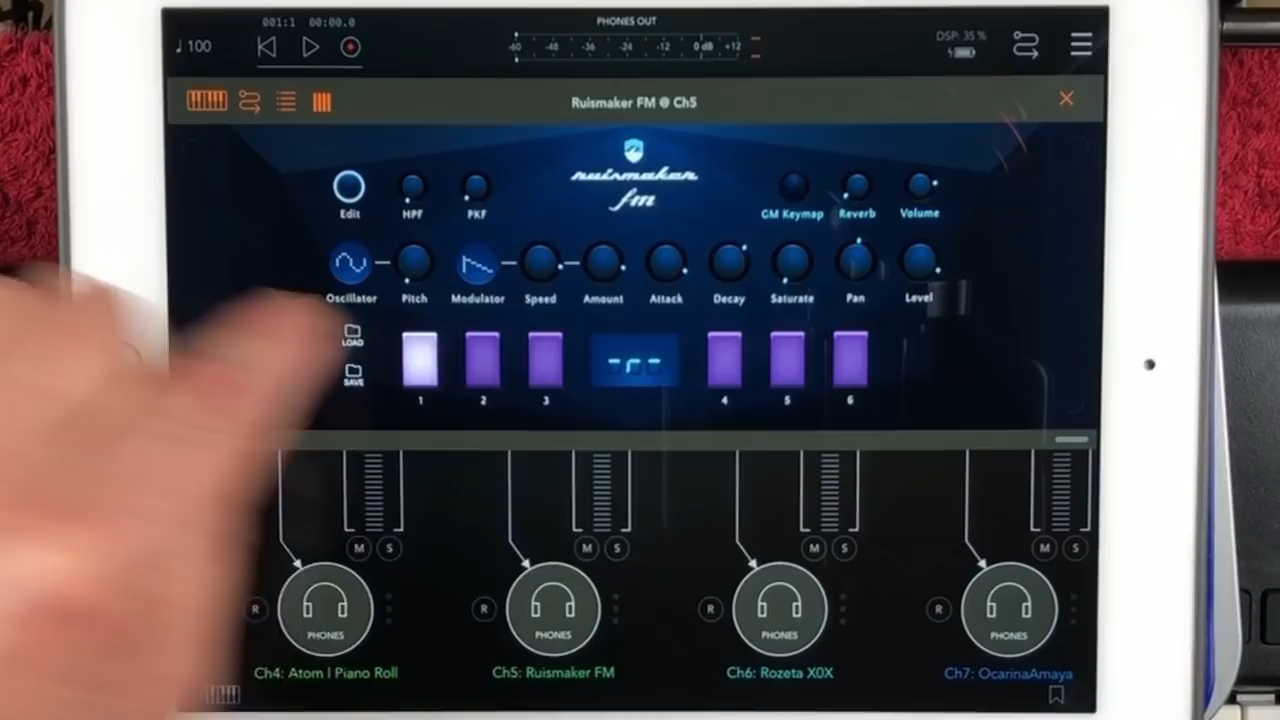 001:1 00:00.0
PHONES OUT
♩ 100
-60 -48 -36 -24 -12 0 dB +12
DSP: 35 %
Ruismaker FM @ Ch5
ruismaker
fm
Edit HPF PKF GM Keymap Reverb Volume
Oscillator Pitch Modulator Speed Amount Attack Decay Saturate Pan Level
LOAD
SAVE
1 2 3 4 5 6
M S M S M S M S
R R R R
PHONES PHONES PHONES PHONES
Ch4: Atom | Piano Roll Ch5: Ruismaker FM Ch6: Rozeta X0X Ch7: OcarinaAmaya